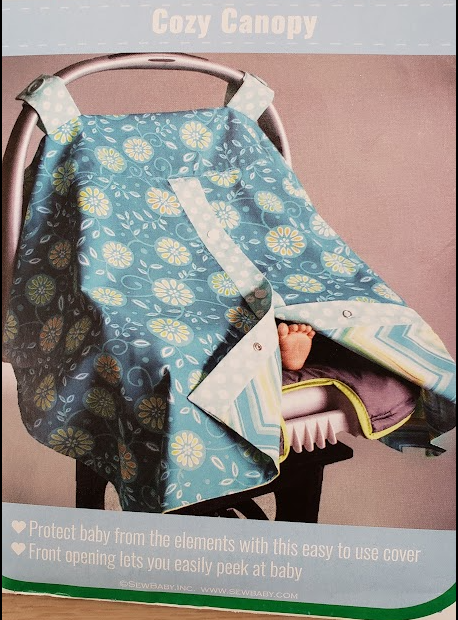 Cozy Canopy
Protect baby from the elements with this easy to use cover
Front opening lets you easily peek at baby
©SewBaby, Inc. www.sewbaby.com